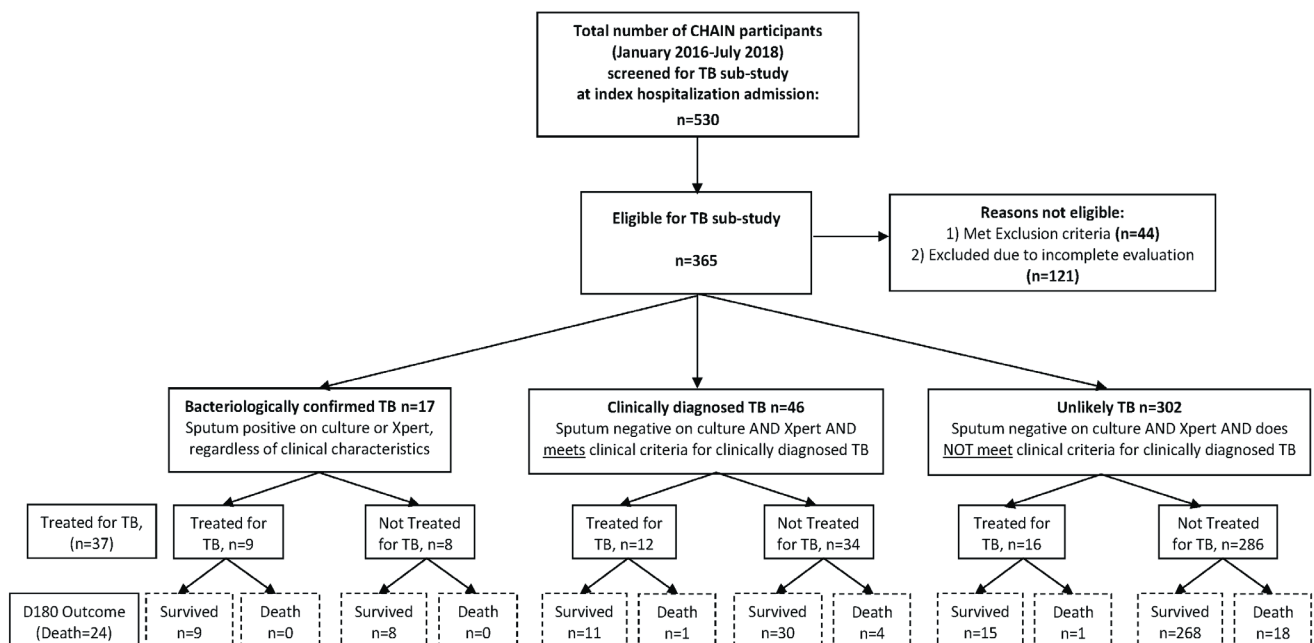 Total number of CHAIN participants
(January 2016-July 2018)
screened for TB sub-study
at index hospitalization admission:
n=530
Eligible for TB sub-study
n=365
Reasons not eligible:
1) Met Exclusion criteria (n=44)
2) Excluded due to incomplete evaluation
(n=121)
Bacteriologically confirmed TB n=17
Sputum positive on culture or Xpert,
regardless of clinical characteristics
Clinically diagnosed TB n=46
Sputum negative on culture AND Xpert AND
meets clinical criteria for clinically diagnosed TB
Unlikely TB n=302
Sputum negative on culture AND Xpert AND does
NOT meet clinical criteria for clinically diagnosed TB
Treated for TB,
(n=37)
Treated for
TB, n=9
Not Treated
for TB, n=8
Treated for
TB, n=12
Not Treated
for TB, n=34
Treated for
TB, n=16
Not Treated
for TB, n=286
D180 Outcome
(Death=24)
Survived
n=9
Death
n=0
Survived
n=8
Death
n=0
Survived
n=11
Death
n=1
Survived
n=30
Death
n=4
Survived
n=15
Death
n=1
Survived
n=268
Death
n=18